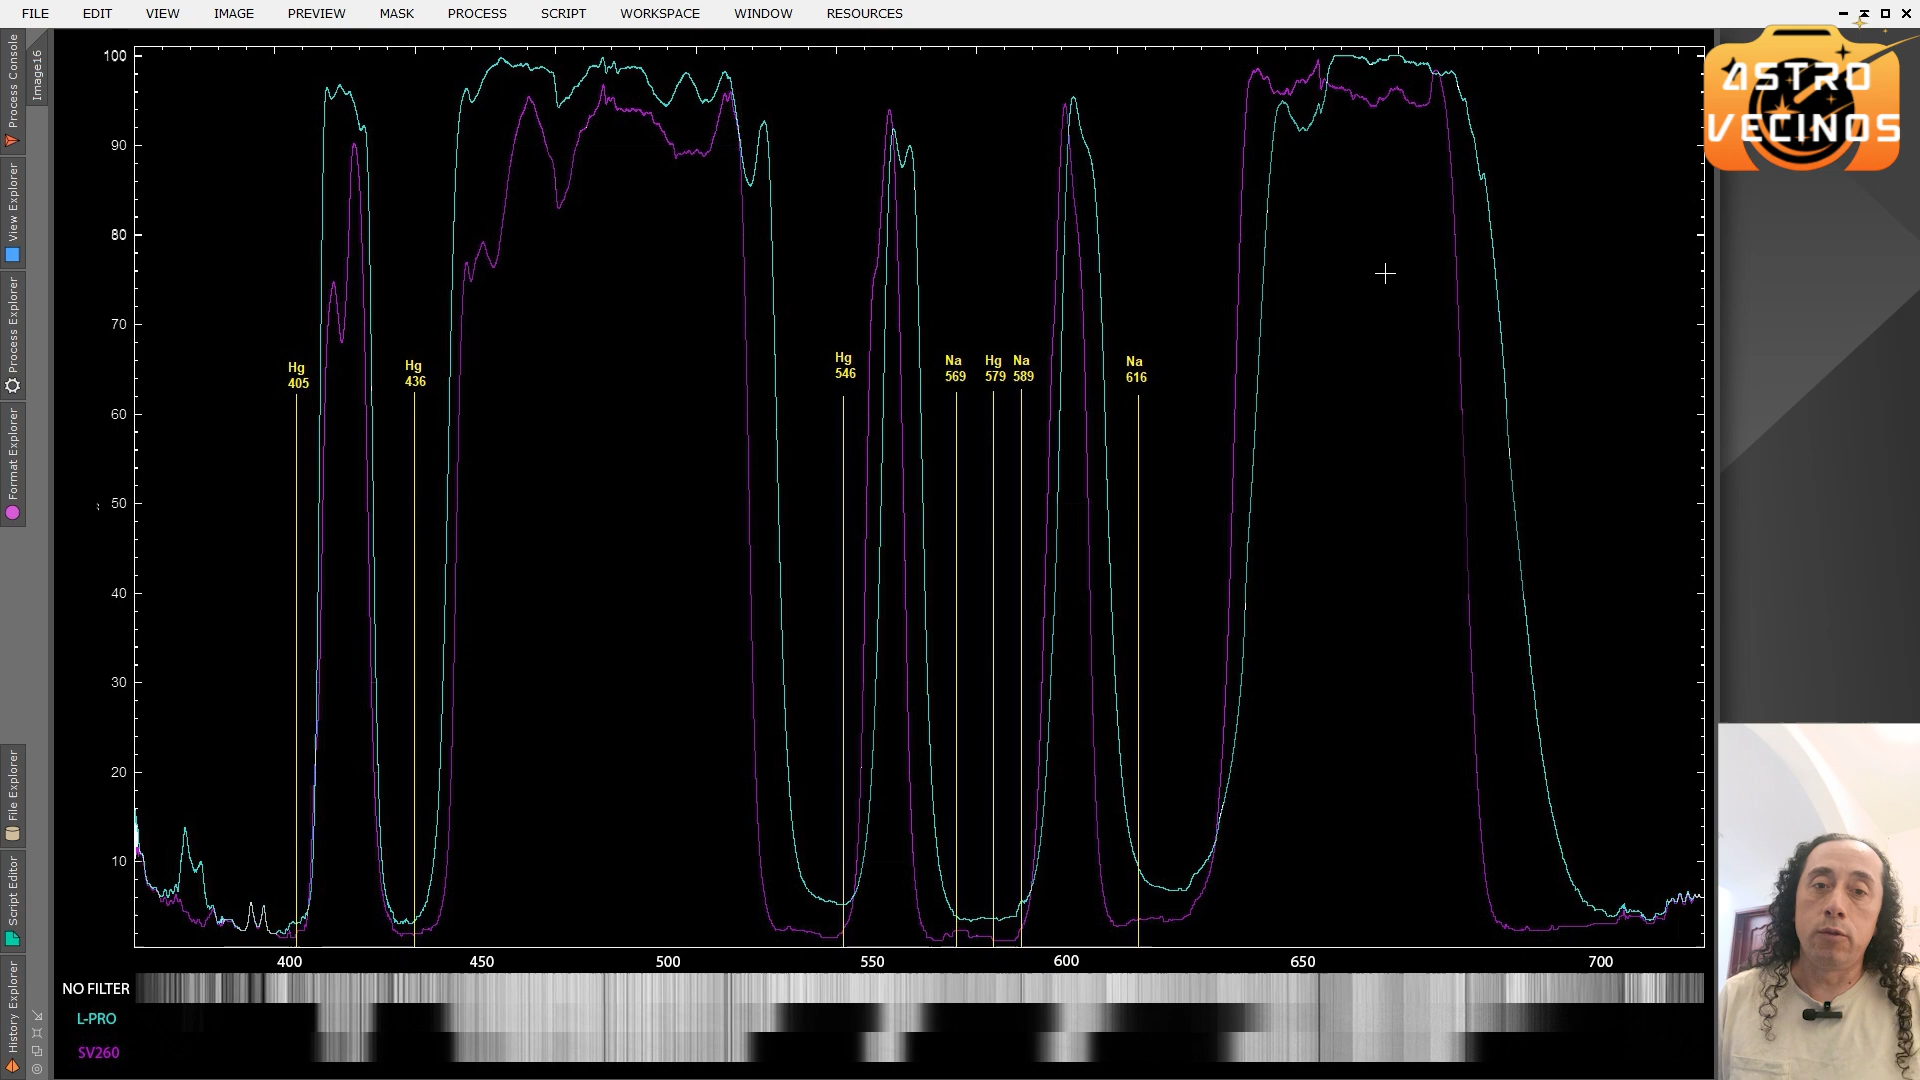 FILE EDIT VIEW IMAGE PREVIEW MASK PROCESS SCRIPT WORKSPACE WINDOW RESOURCES
Process Console
View Explorer
Process Explorer
Format Explorer
File Explorer
Script Editor
History Explorer
Image16
ASTRO
VECINOS
100
90
80
70
60
50
40
30
20
10
Hg
405
Hg
436
Hg
546
Na
569
Hg
579
Na
589
Na
616
400 450 500 550 600 650 700
NO FILTER
L-PRO
SV260